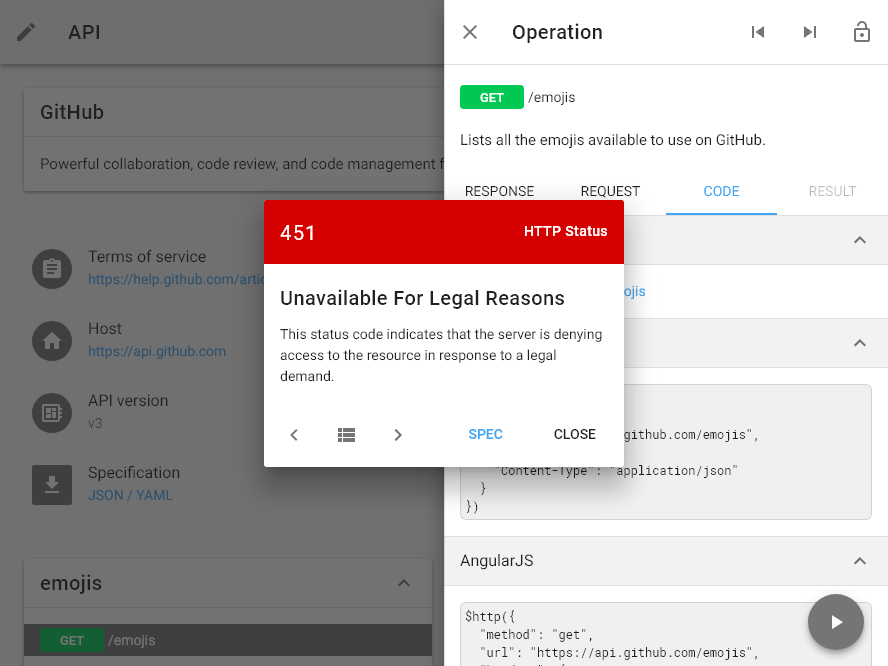 API
GitHub
Powerful collaboration, code review, and code management
Terms of service
https://help.github.com/artic
Host
https://api.github.com
API version
v3
Specification
JSON / YAML
emojis
GET /emojis
Operation
GET /emojis
Lists all the emojis available to use on GitHub.
RESPONSE REQUEST CODE RESULT
451 HTTP Status
Unavailable For Legal Reasons
This status code indicates that the server is denying
access to the resource in response to a legal
demand.
SPEC CLOSE
ojis
github.com/emojis",
"Content-Type": "application/json"
}
})
AngularJS
$http({
"method": "get",
"url": "https://api.github.com/emojis",